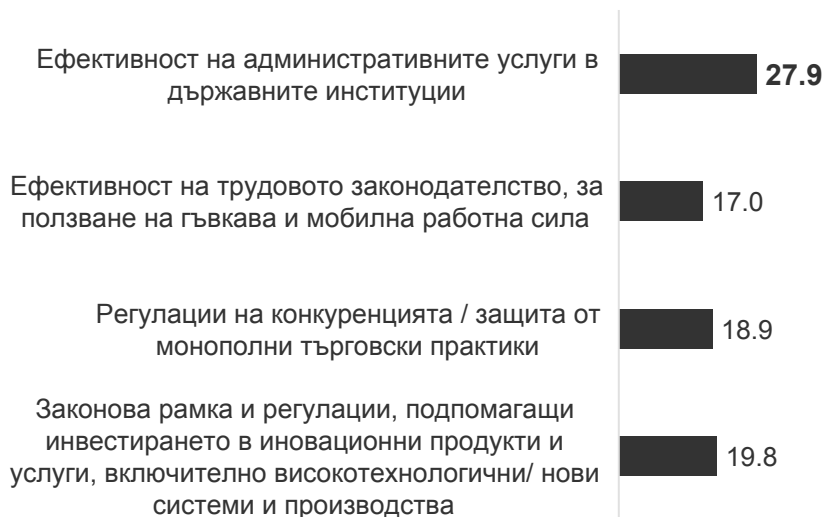 Ефективност на административните услуги в
държавните институции
27.9
Ефективност на трудовото законодателство, за
ползване на гъвкава и мобилна работна сила
17.0
Регулации на конкуренцията / защита от
монополни търговски практики
18.9
Законова рамка и регулации, подпомагащи
инвестирането в иновационни продукти и
услуги, включително високотехнологични/ нови
системи и производства
19.8